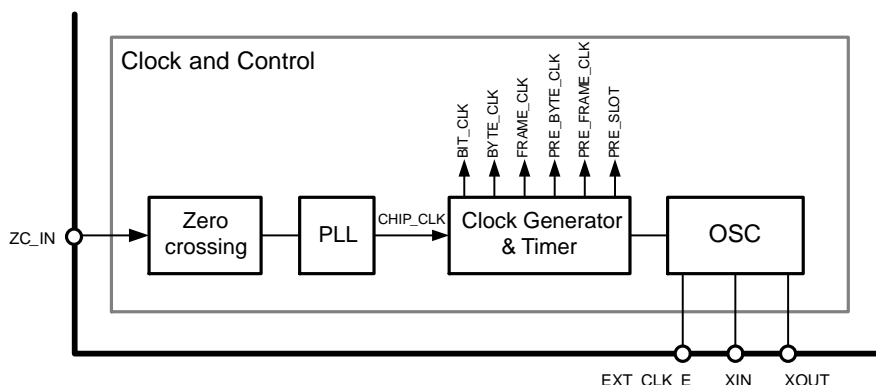 Clock and Control
BIT_CLK
BYTE_CLK
FRAME_CLK
PRE_BYTE_CLK
PRE_FRAME_CLK
PRE_SLOT
ZC_IN
Zero
crossing
PLL
CHIP_CLK
Clock Generator
& Timer
OSC
EXT_CLK_E
XIN
XOUT